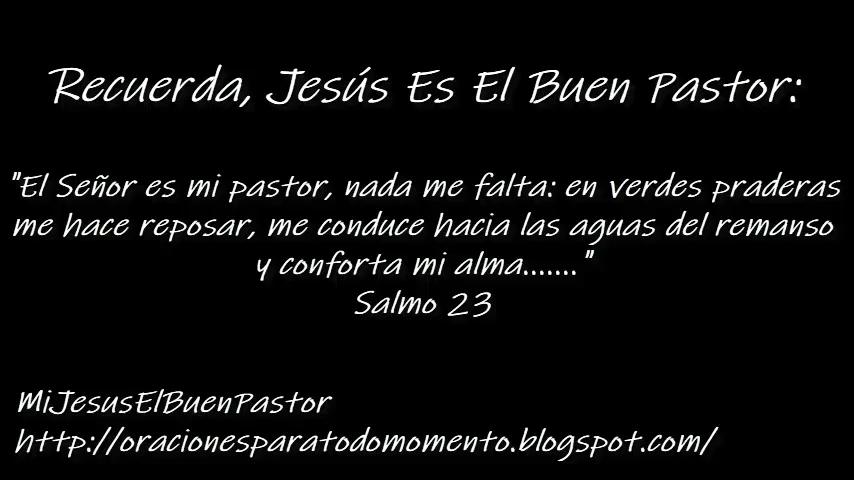 Recuerda, Jesús Es El Buen Pastor:
"El Señor es mi pastor, nada me falta: en verdes praderas
me hace reposar, me conduce hacia las aguas del remanso
y conforta mi alma......."
Salmo 23
MiJesusElBuenPastor
http://oracionesparatodomomento.blogspot.com/